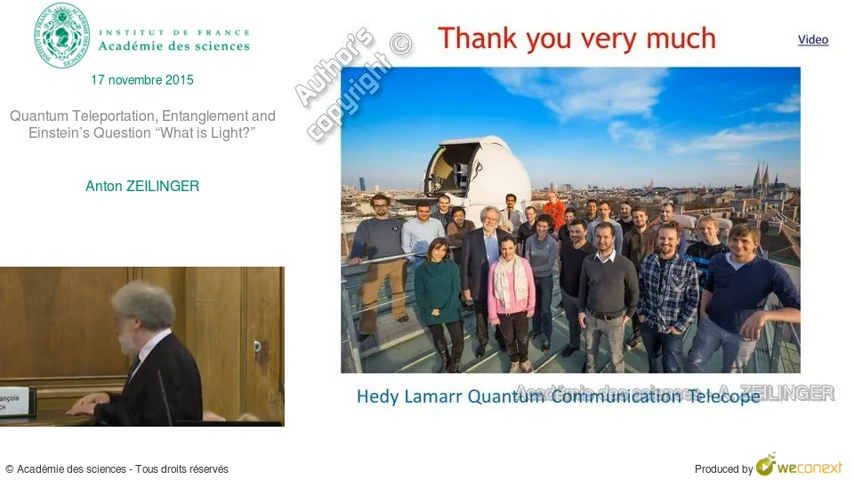 INSTITUT DE FRANCE
Académie des sciences
17 novembre 2015
Quantum Teleportation, Entanglement and
Einstein's Question “What is Light?”
Anton ZEILINGER
Author's
copyright ©
Thank you very much
Video
Hedy Lamarr Quantum Communication Telecope
Académie des sciences - A. ZEILINGER
© Académie des sciences - Tous droits réservés
Produced by weconext